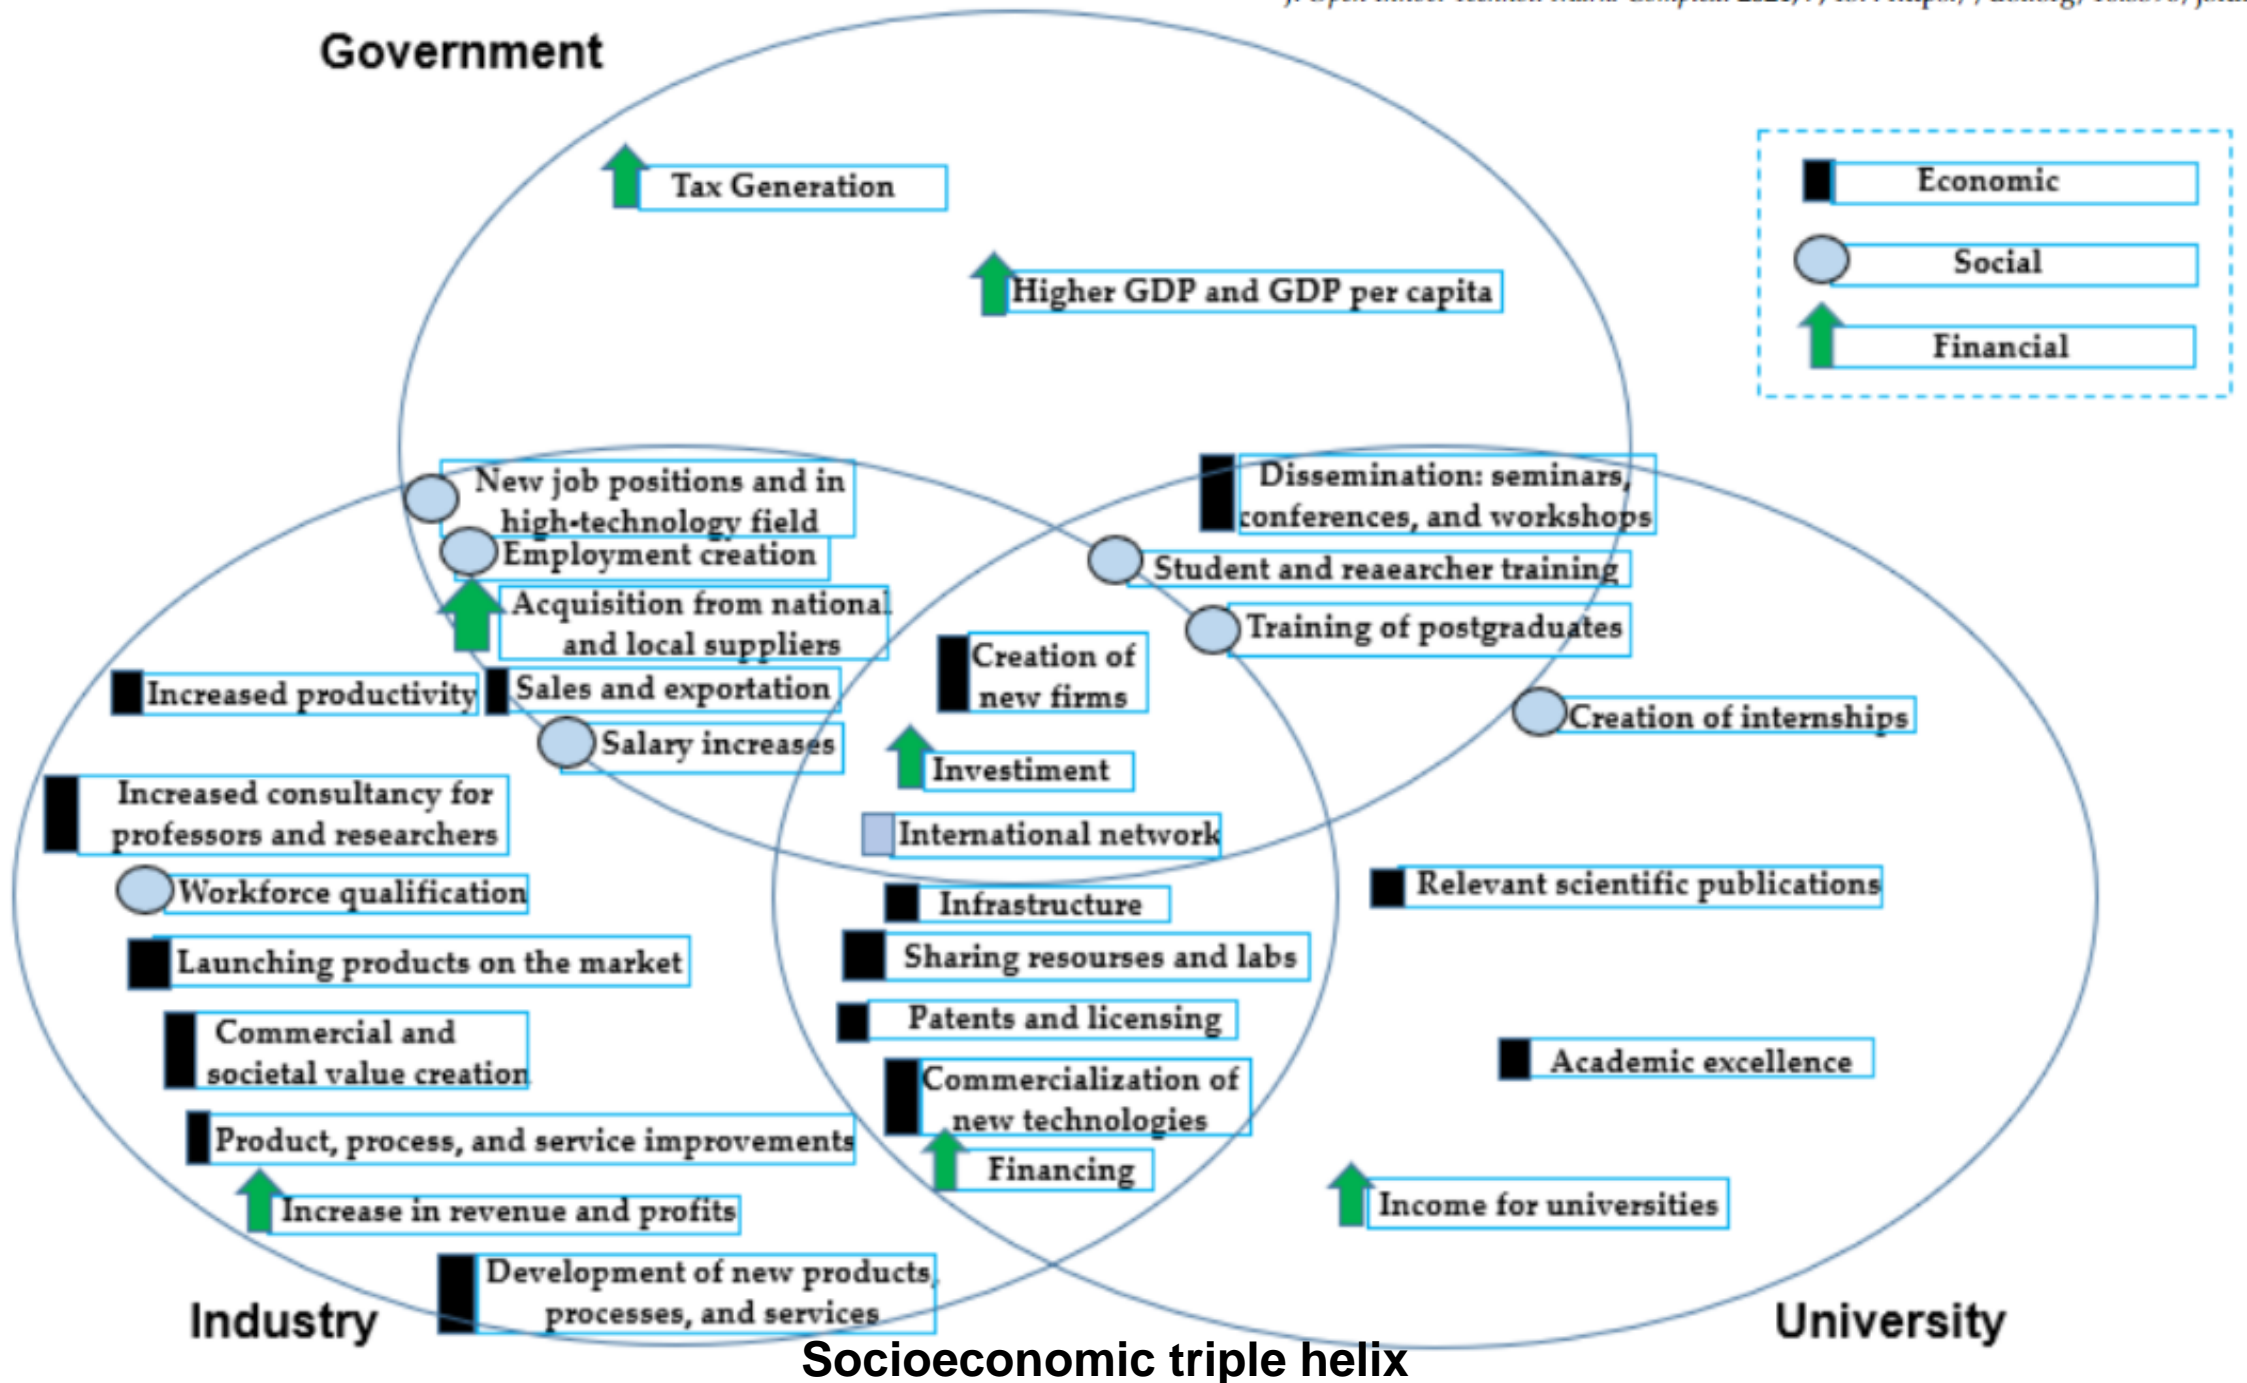 Government
Tax Generation
Higher GDP and GDP per capita
Economic
Social
Financial
New job positions and in
high-technology field
Employment creation
Acquisition from national
and local suppliers
Sales and exportation
Salary increases
Dissemination: seminars,
conferences, and workshops
Student and reaearcher training
Training of postgraduates
Creation of internships
Creation of
new firms
Investiment
International network
Increased productivity
Increased consultancy for
professors and researchers
Workforce qualification
Launching products on the market
Commercial and
societal value creation
Product, process, and service improvements
Increase in revenue and profits
Development of new products,
processes, and services
Infrastructure
Sharing resourses and labs
Patents and licensing
Commercialization of
new technologies
Financing
Relevant scientific publications
Academic excellence
Income for universities
Industry
University
Socioeconomic triple helix